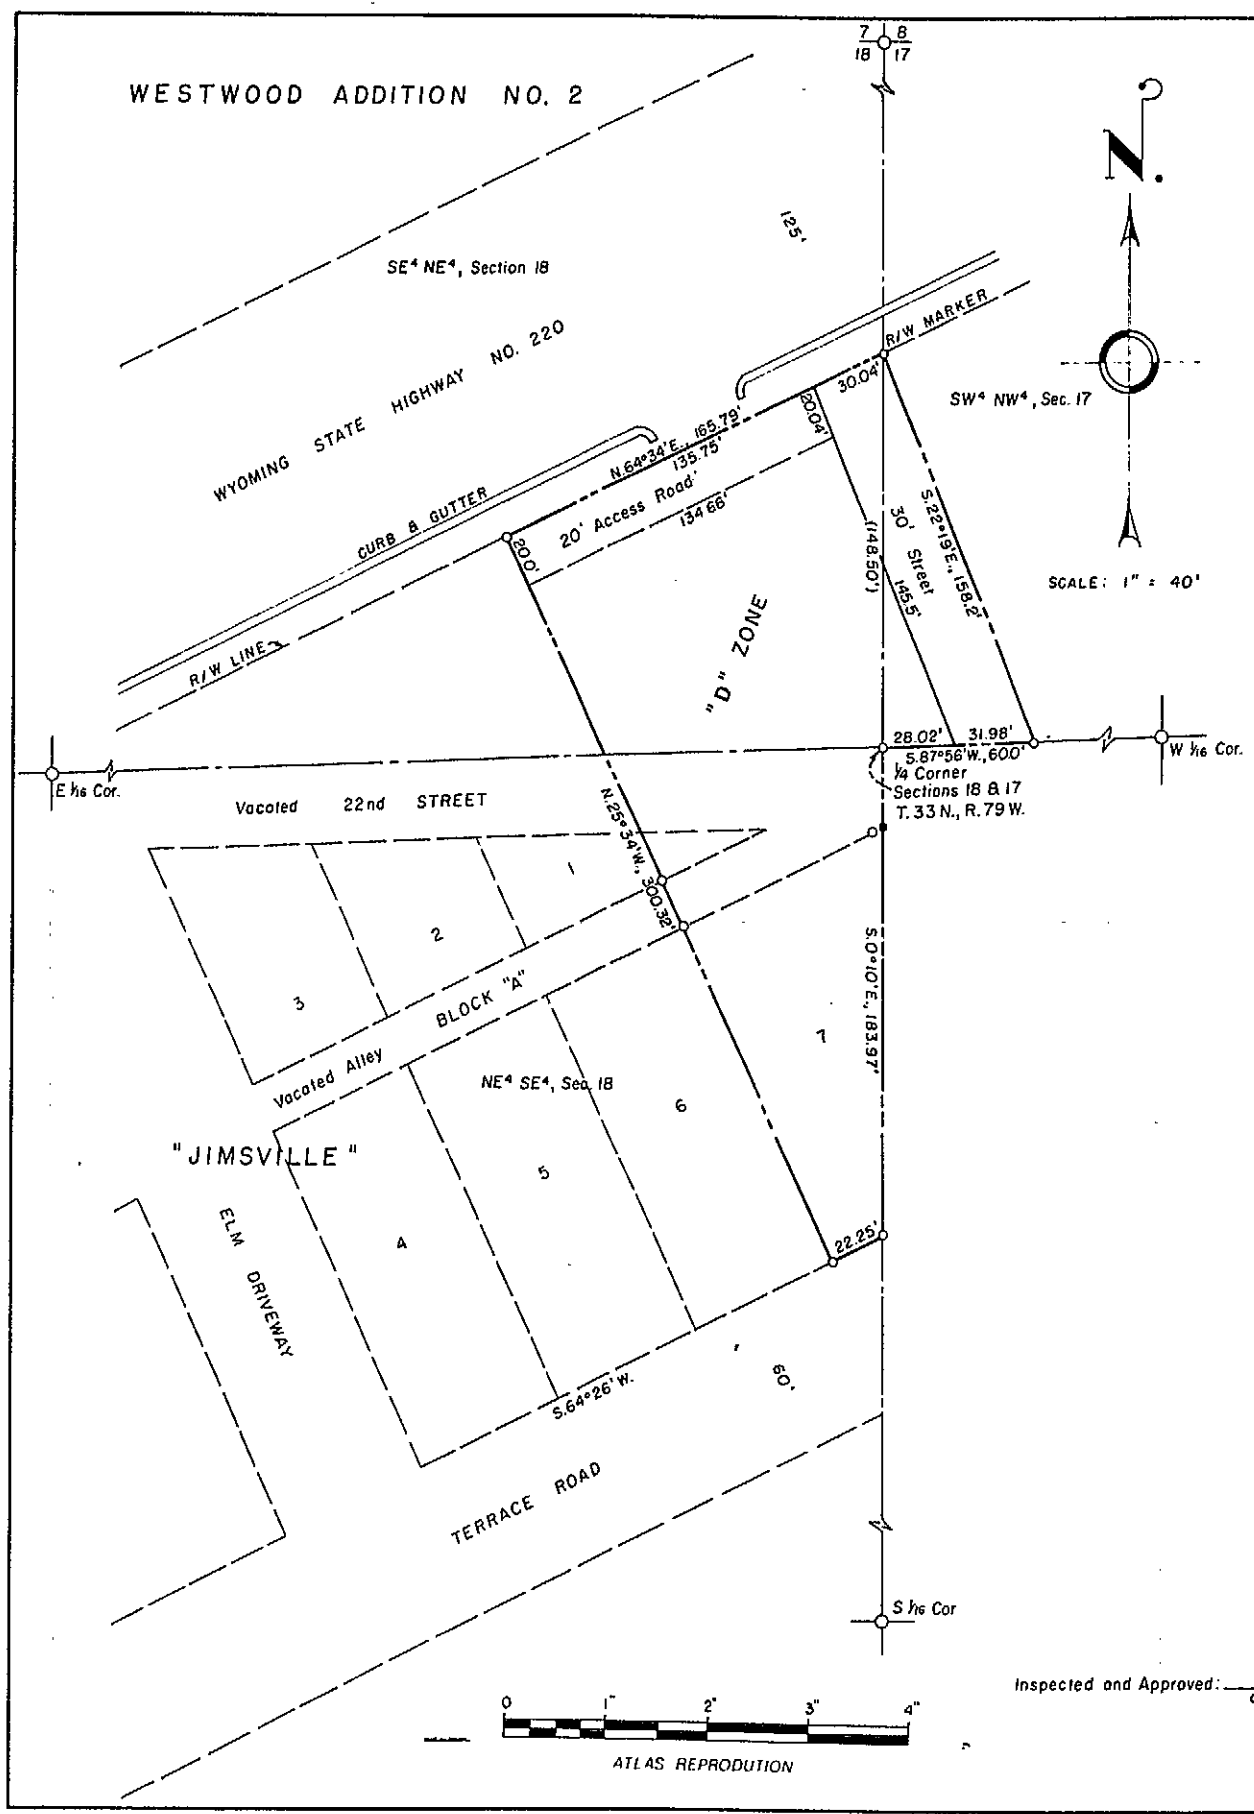 7 8
18 17
WESTWOOD ADDITION NO. 2
N.
125'
SE⁴ NE⁴, Section 18
WYOMING STATE HIGHWAY NO. 220
R/W MARKER
30.04'
SW⁴ NW⁴, Sec. 17
20.04'
N.64°34'E., 165.79'
135.75'
CURB & GUTTER
20' Access Road
134.66'
20.0'
(148.50')
30' Street
145.5'
S.22°19'E., 158.2'
SCALE: 1" = 40'
"D" ZONE
R/W LINE
28.02' 31.98'
S.87°56'W., 60.0'
W 1/16 Cor.
1/4 Corner
Sections 18 & 17
T. 33 N., R. 79 W.
E 1/16 Cor.
Vacated 22nd STREET
N.25°34'W., 300.32'
1
2
3
BLOCK "A"
Vacated Alley
S.0°10'E., 183.97'
7
NE⁴ SE⁴, Sec. 18
6
"JIMSVILLE"
5
4
ELM DRIVEWAY
22.25'
60'
S.64°26'W.
TERRACE ROAD
S 1/16 Cor
Inspected and Approved:
0 1" 2" 3" 4"
ATLAS REPRODUTION